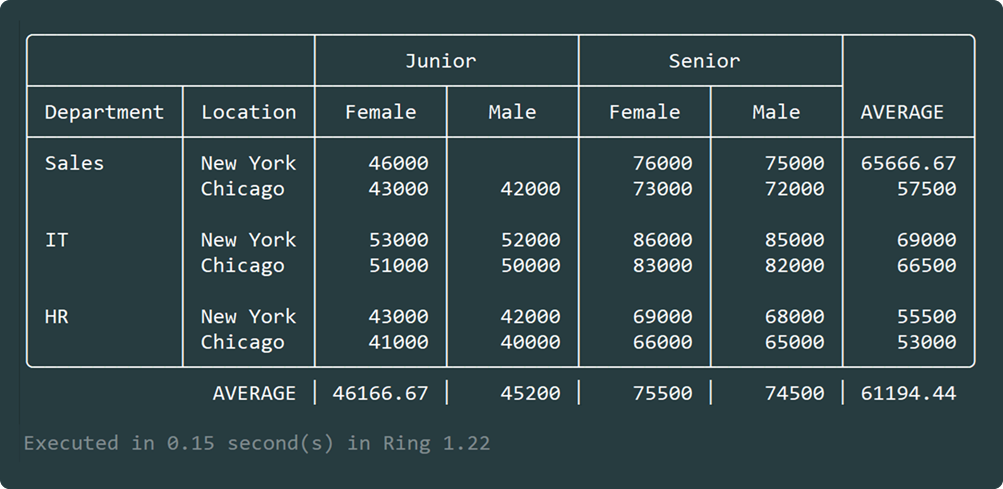 Junior Senior
Department Location Female Male Female Male AVERAGE
Sales New York 46000 76000 75000 65666.67
Chicago 43000 42000 73000 72000 57500
IT New York 53000 52000 86000 85000 69000
Chicago 51000 50000 83000 82000 66500
HR New York 43000 42000 69000 68000 55500
Chicago 41000 40000 66000 65000 53000
AVERAGE | 46166.67 | 45200 | 75500 | 74500 | 61194.44
Executed in 0.15 second(s) in Ring 1.22